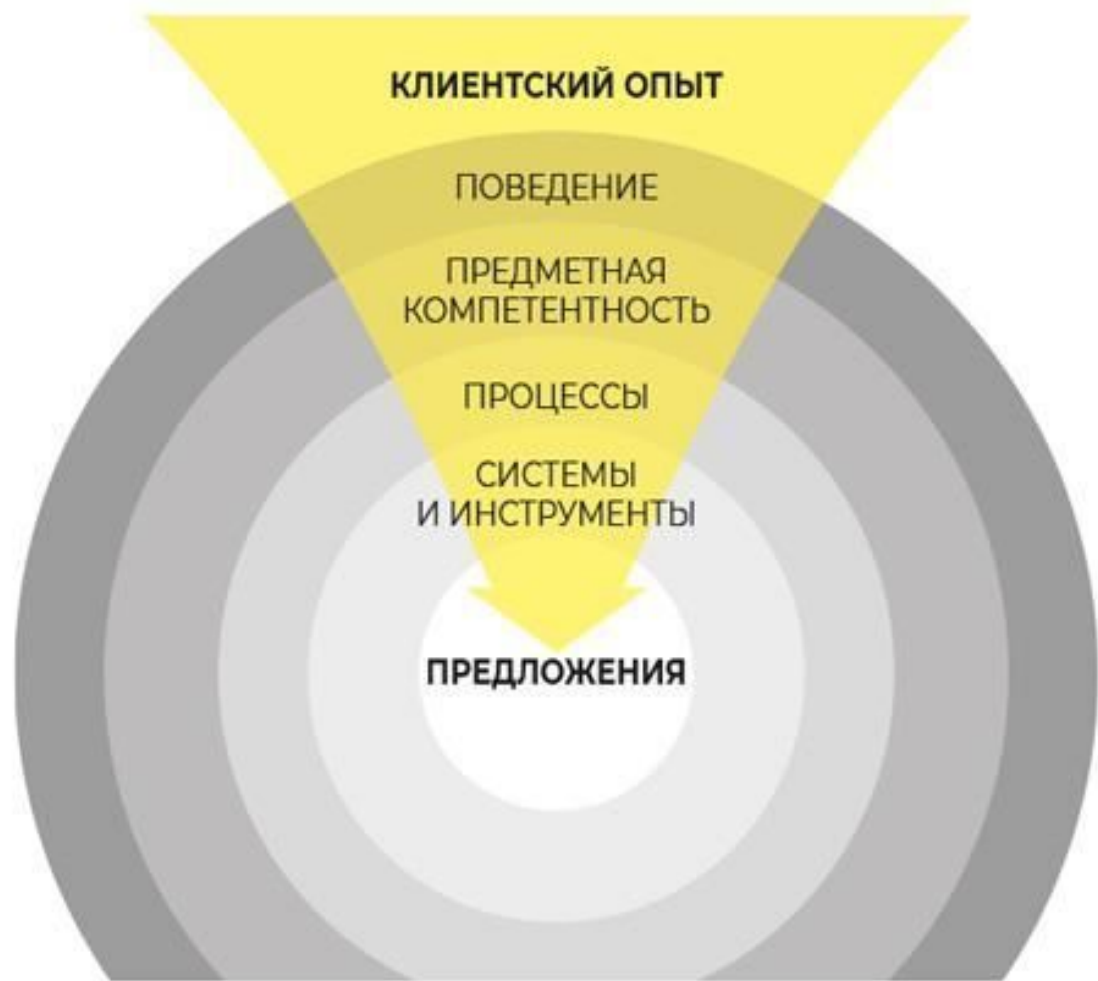 КЛИЕНТСКИЙ ОПЫТ
ПОВЕДЕНИЕ
ПРЕДМЕТНАЯ
КОМПЕТЕНТНОСТЬ
ПРОЦЕССЫ
СИСТЕМЫ
И ИНСТРУМЕНТЫ
ПРЕДЛОЖЕНИЯ